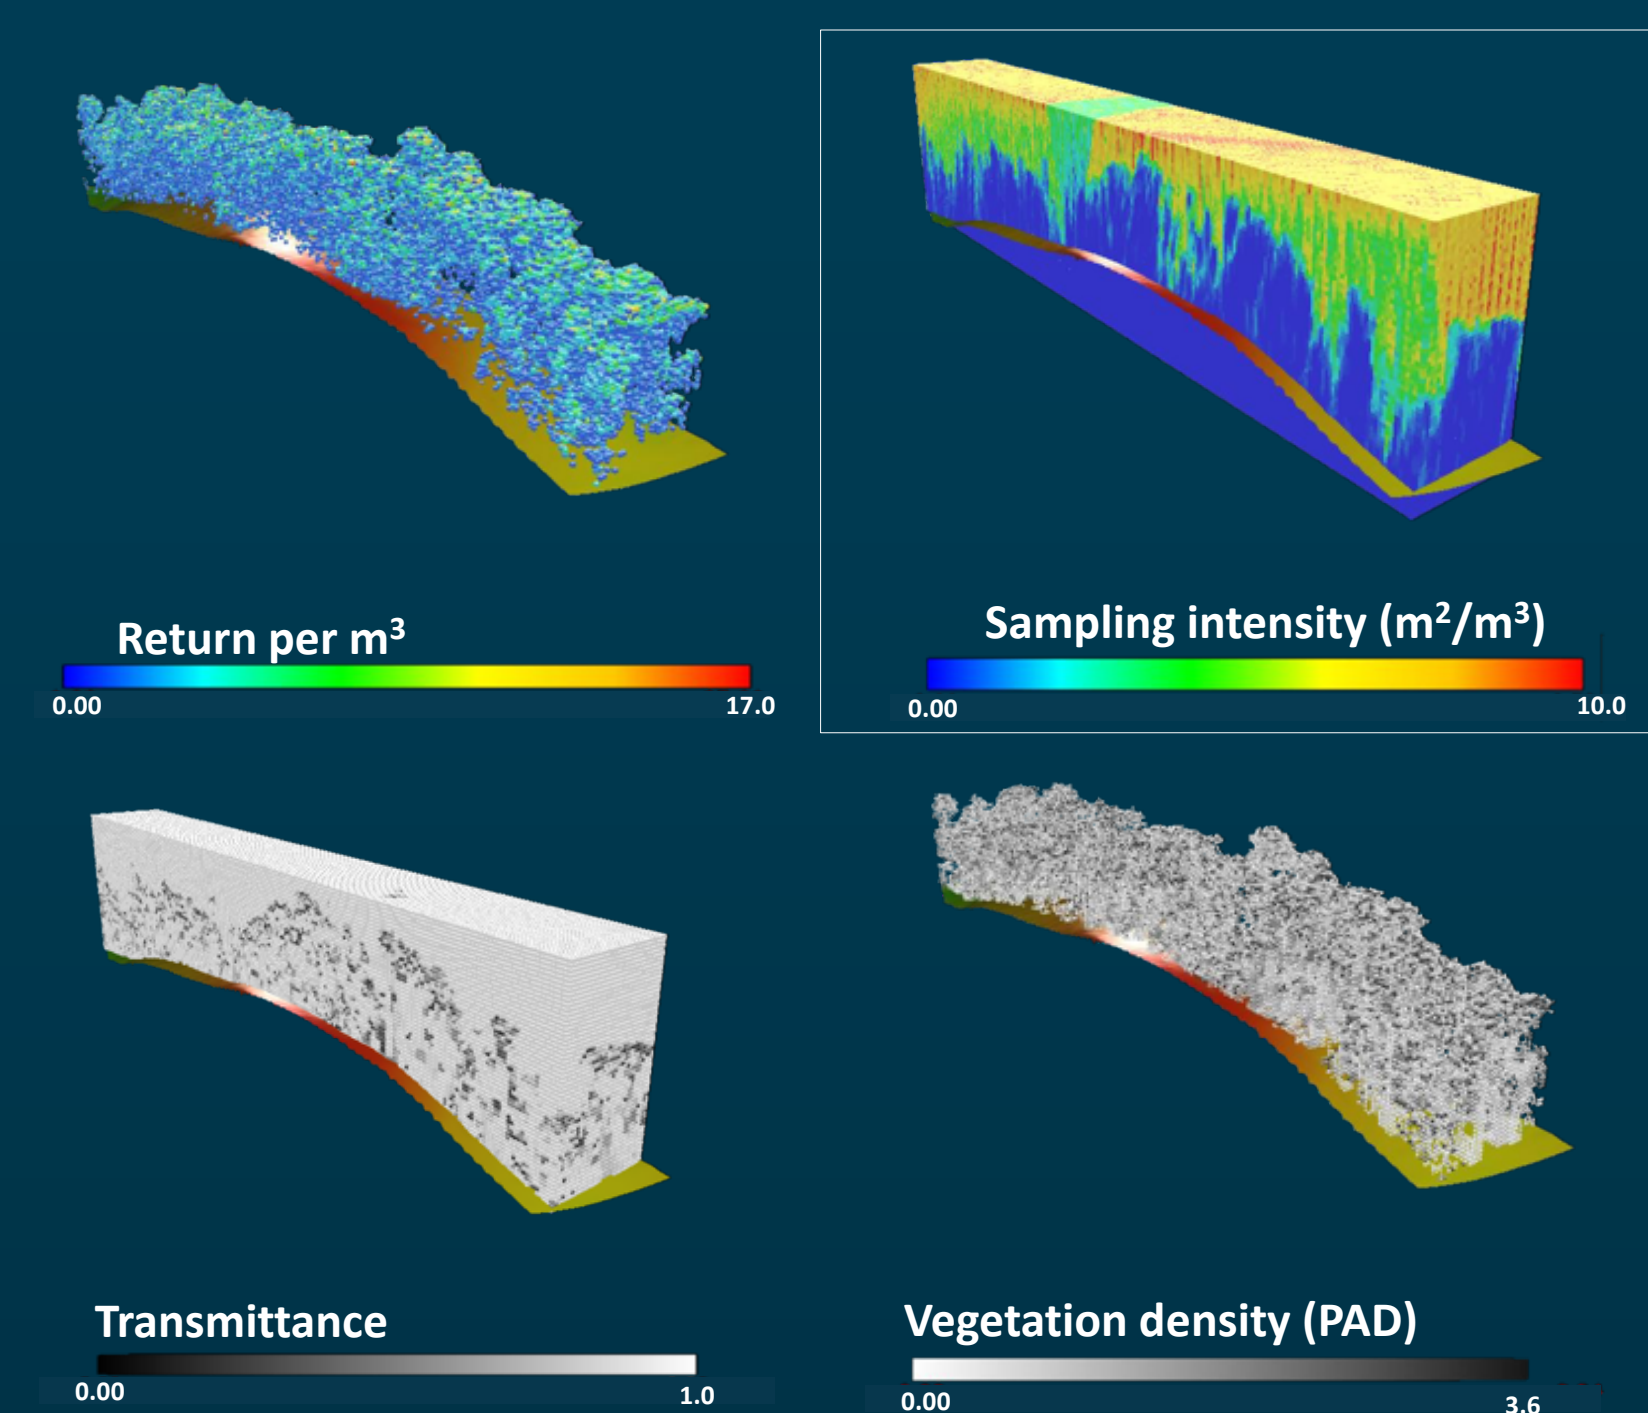 Return per m³
0.00
17.0
Sampling intensity (m²/m³)
0.00
10.0
Transmittance
0.00
1.0
Vegetation density (PAD)
0.00
3.6